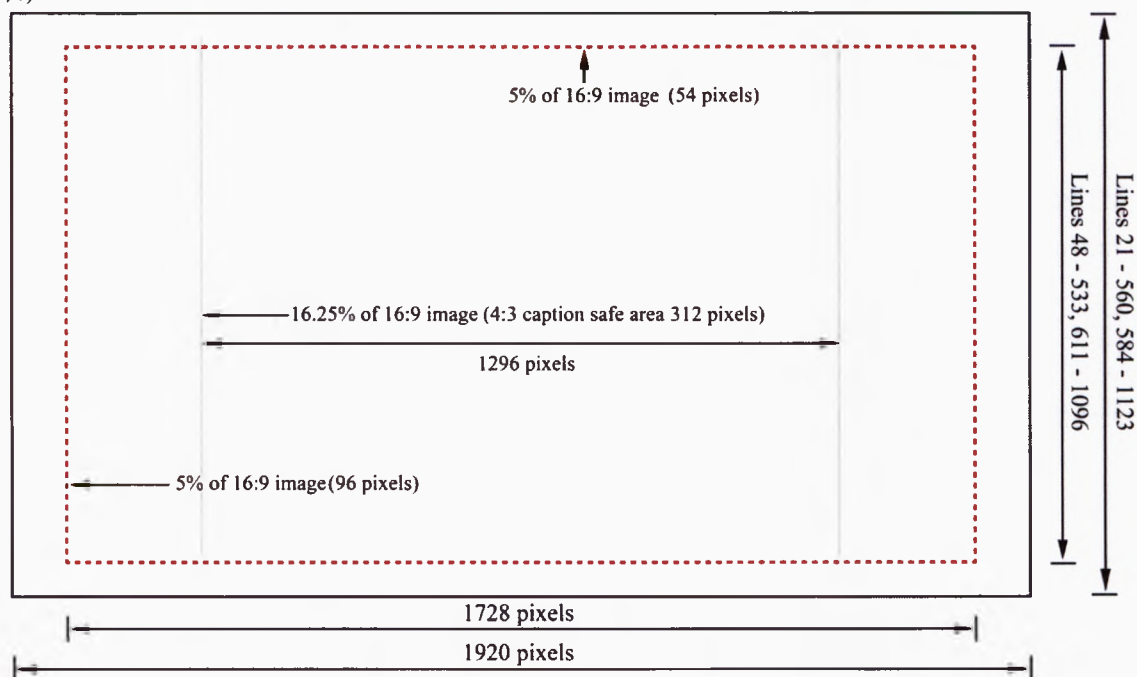 5% of 16:9 image (54 pixels)
16.25% of 16:9 image (4:3 caption safe area 312 pixels)
1296 pixels
5% of 16:9 image (96 pixels)
1728 pixels
1920 pixels
Lines 48 - 533, 611 - 1096
Lines 21 - 560, 584 - 1123